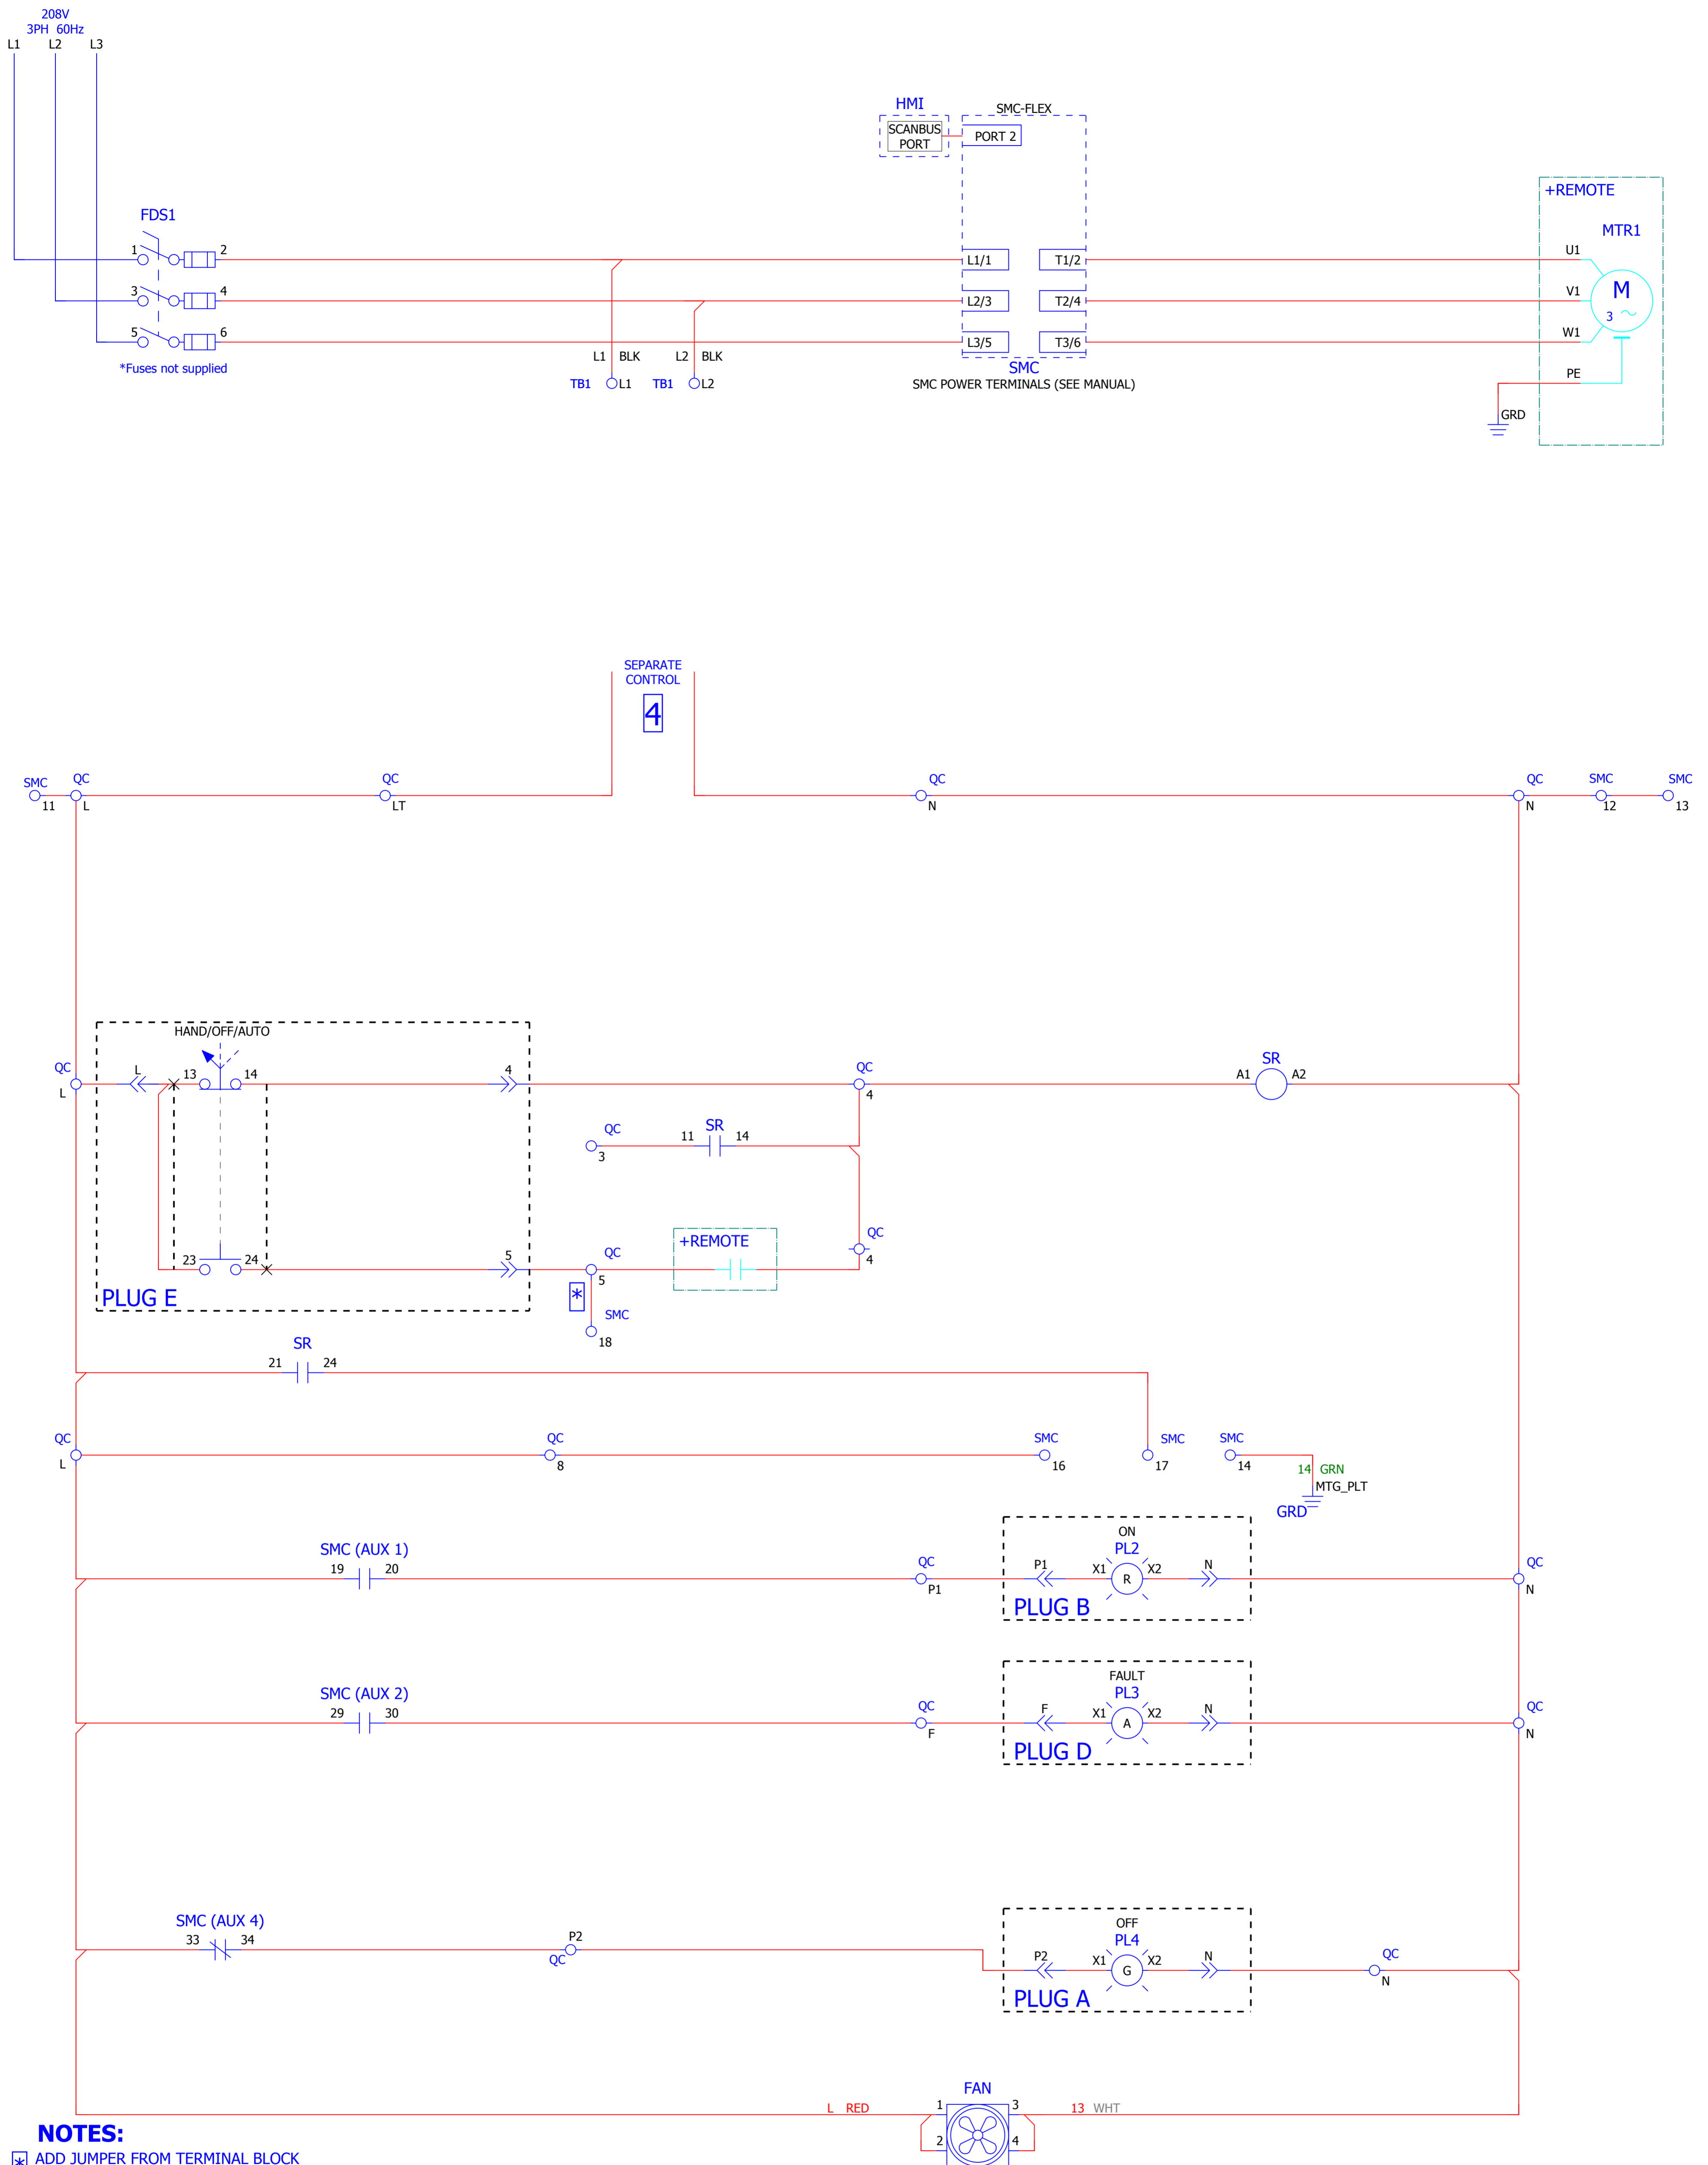 208V
3PH 60Hz
L1 L2 L3
HMI
SMC-FLEX
SCANBUS
PORT
PORT 2
+REMOTE
FDS1
MTR1
1 2
L1/1 T1/2
U1
3 4
L2/3 T2/4
V1
M
3
5 6
L3/5 T3/6
W1
*Fuses not supplied
L1 BLK
L2 BLK
TB1 L1
TB1 L2
SMC
SMC POWER TERMINALS (SEE MANUAL)
PE
GRD
SEPARATE
CONTROL
4
SMC QC QC QC QC SMC SMC
11 L LT N N 12 13
HAND/OFF/AUTO
QC L 13 14 4 QC SR
L 4 A1 A2
QC SR
3 11 14
QC
4
+REMOTE
23 24 5 QC
5
PLUG E
*
SMC
18
SR
21 24
QC QC SMC SMC SMC
L 8 16 17 14
14 GRN
MTG_PLT
GRD
ON
SMC (AUX 1)
PL2
19 20 QC P1 X1 R X2 N QC
P1 N
PLUG B
FAULT
SMC (AUX 2)
PL3
29 30 QC F X1 A X2 N QC
F N
PLUG D
SMC (AUX 4)
OFF
33 34 P2
QC
PL4
P2 X1 G X2 N QC
N
PLUG A
FAN
L RED 1 3 13 WHT
2 4
NOTES:
* ADD JUMPER FROM TERMINAL BLOCK